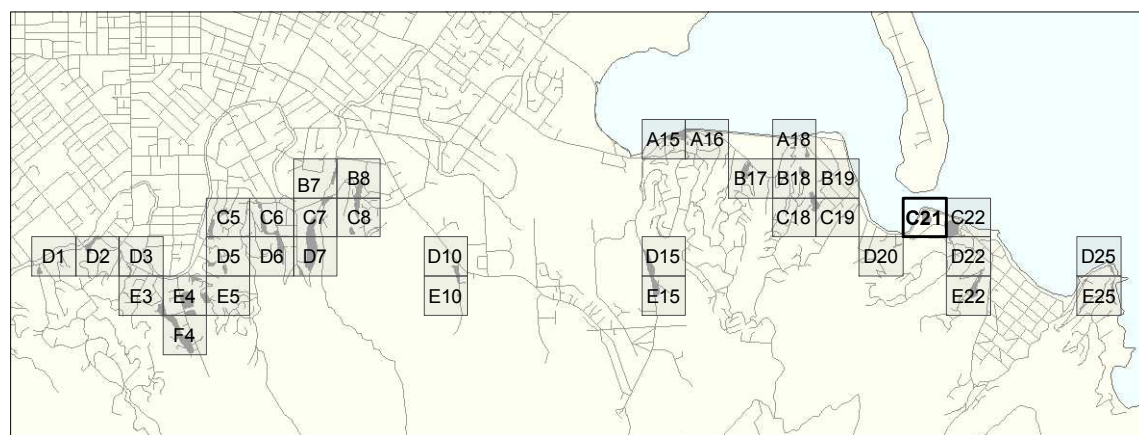 A15 A16 A18
B7 B8 B17 B18 B19
C5 C6 C7 C8 C18 C19 C21 C22
D1 D2 D3 D5 D6 D7 D10 D15 D20 D22 D25
E3 E4 E5 E10 E15 E22 E25
F4